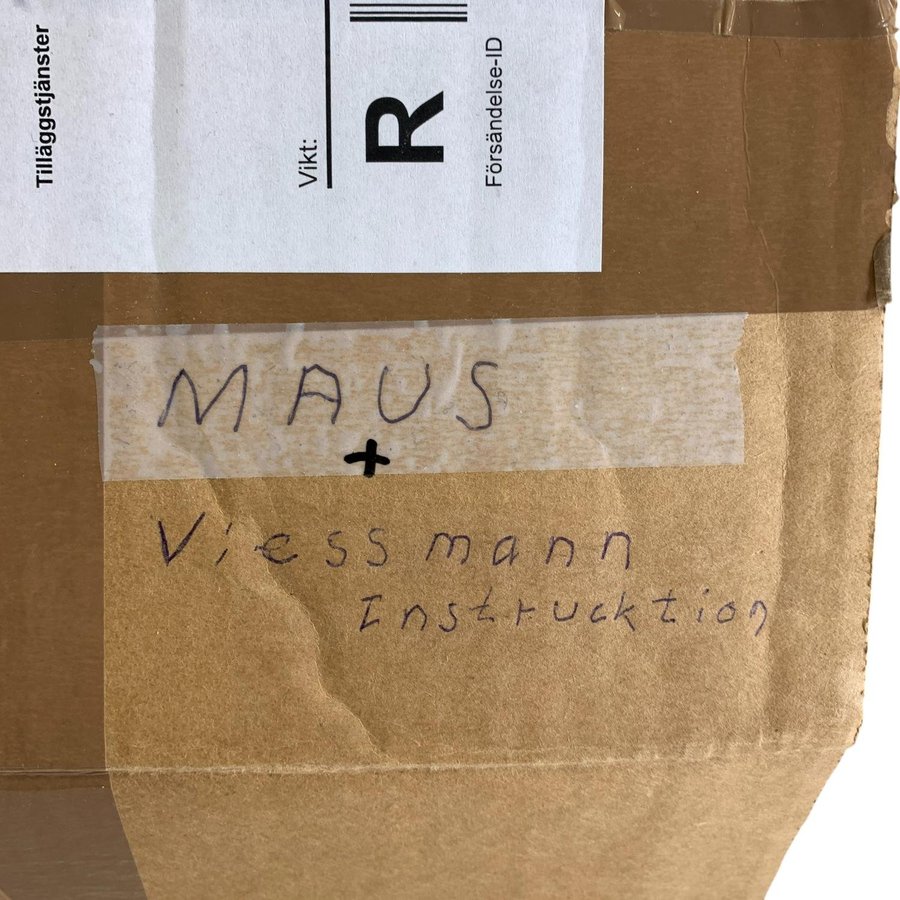 Tilläggstjänster
Vikt:
R
Försändelse-ID
MAUS
+
Viessmann
Instrucktion